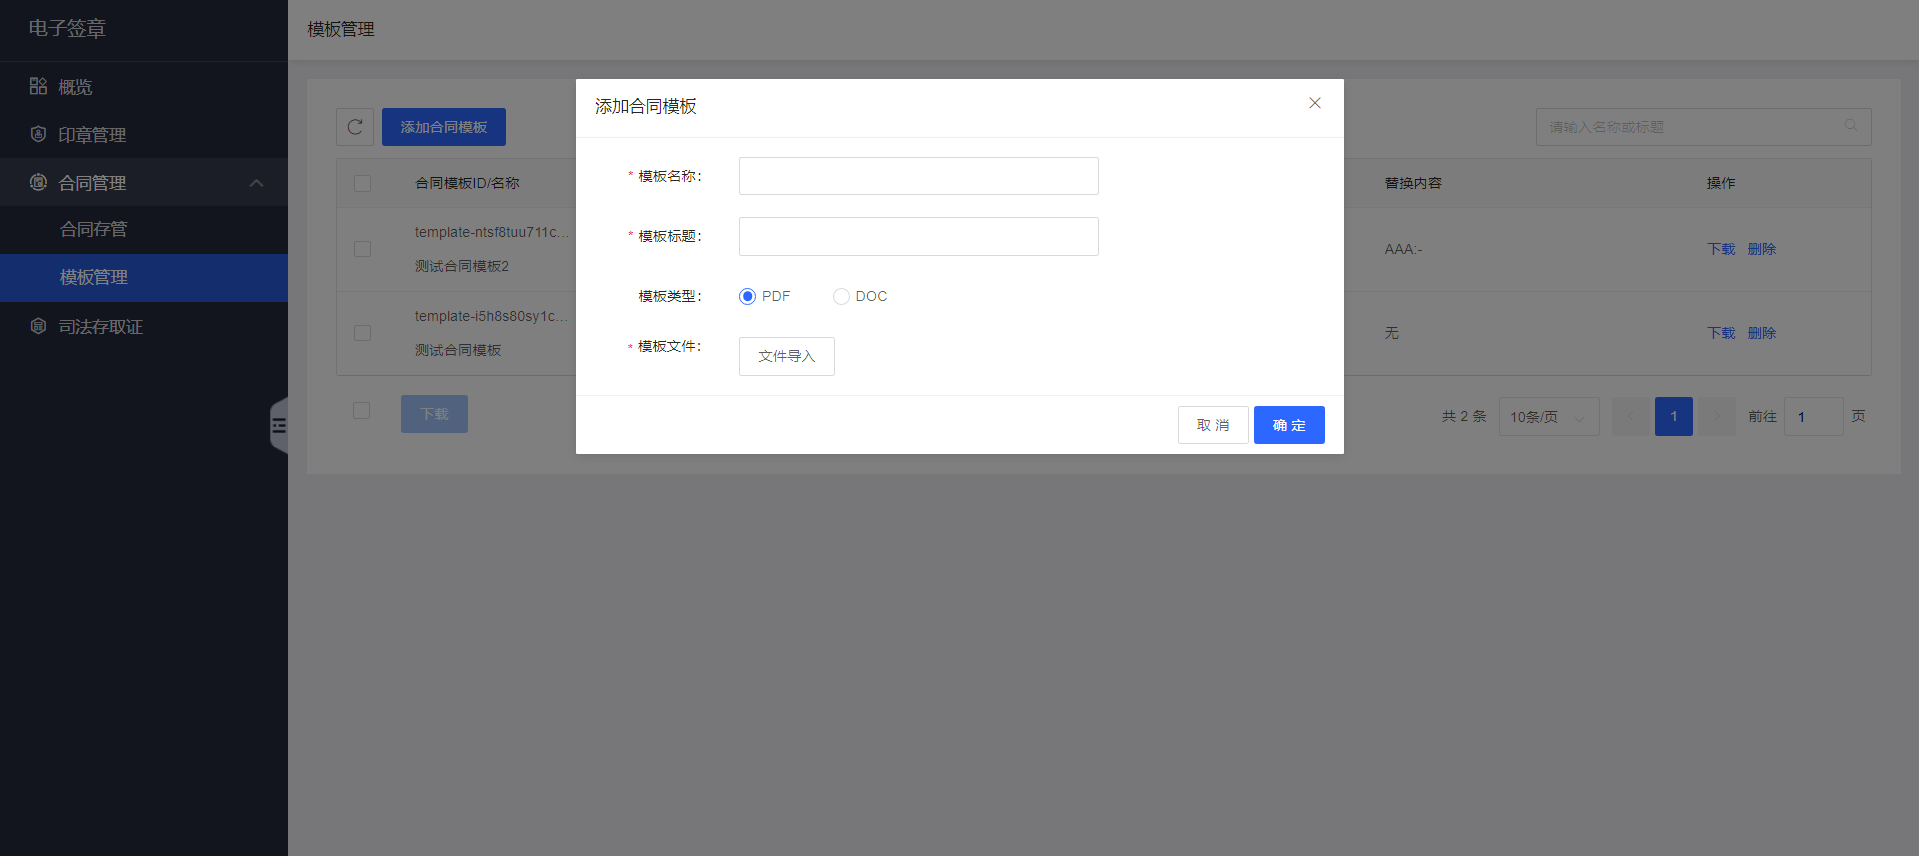 电子签章
概览
印章管理
合同管理
合同存管
模板管理
司法存取证
模板管理
添加合同模板
请输入名称或标题
合同模板ID/名称
替换内容
操作
template-ntsf8tuu711c...
测试合同模板2
AAA:-
下载 删除
template-i5h8s80sy1c...
测试合同模板
无
下载 删除
下载
共 2 条
10条/页
1
前往 1 页
添加合同模板
* 模板名称：
* 模板标题：
模板类型： PDF DOC
* 模板文件： 文件导入
取 消 确 定